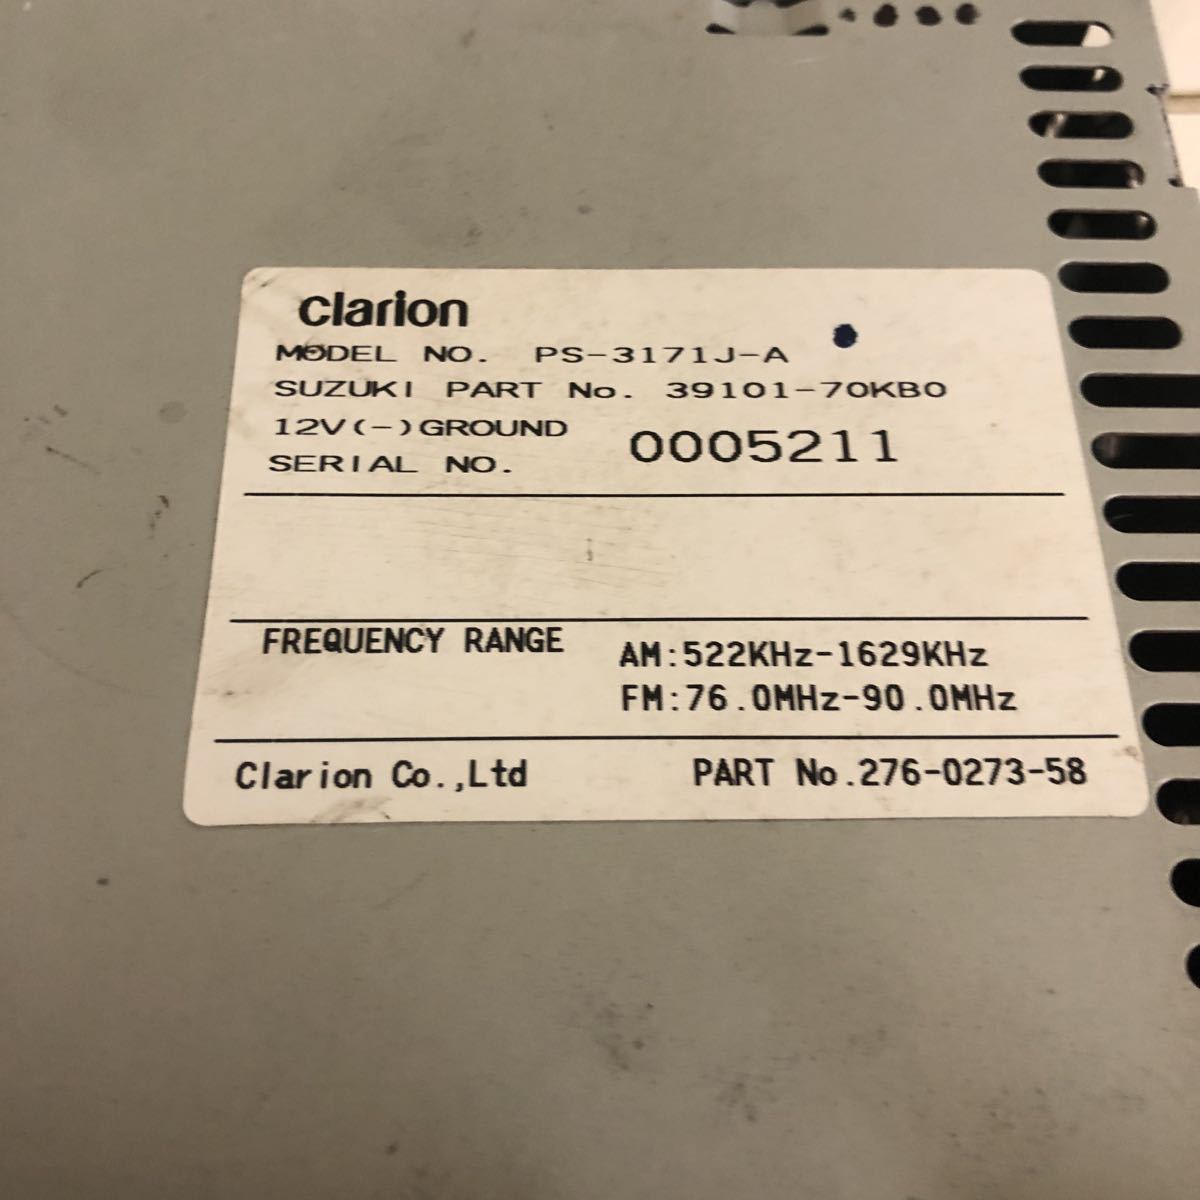 clarion
MODEL NO. PS-3171J-A
SUZUKI PART No. 39101-70KB0
12V(-)GROUND
SERIAL NO. 0005211
FREQUENCY RANGE AM:522KHz-1629KHz
FM:76.0MHz-90.0MHz
Clarion Co.,Ltd PART No.276-0273-58